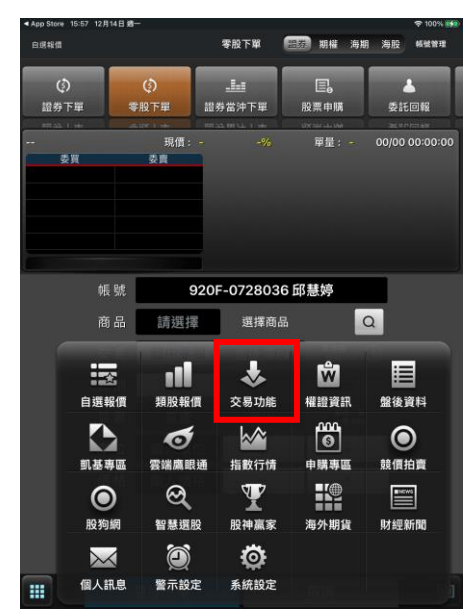 ◀ App Store 15:57 12月14日 週一 100%
自選報價 零股下單 證券 期權 海期 海股 帳號管理
證券下單 零股下單 證券當沖下單 股票申購 委託回報
-- 現價： - -% 單量： - 00/00 00:00:00
委買 委賣
帳號 920F-0728036 邱慧婷
商品 請選擇 選擇商品
自選報價 類股報價 交易功能 權證資訊 盤後資料
凱基專區 雲端鷹眼通 指數行情 申購專區 競價拍賣
股狗網 智慧選股 股神贏家 海外期貨 財經新聞
個人訊息 警示設定 系統設定